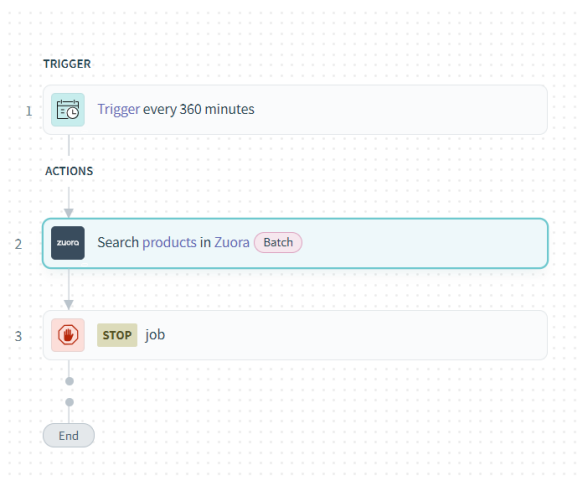 TRIGGER
1 Trigger every 360 minutes
ACTIONS
2 zuora Search products in Zuora Batch
3 STOP job
End